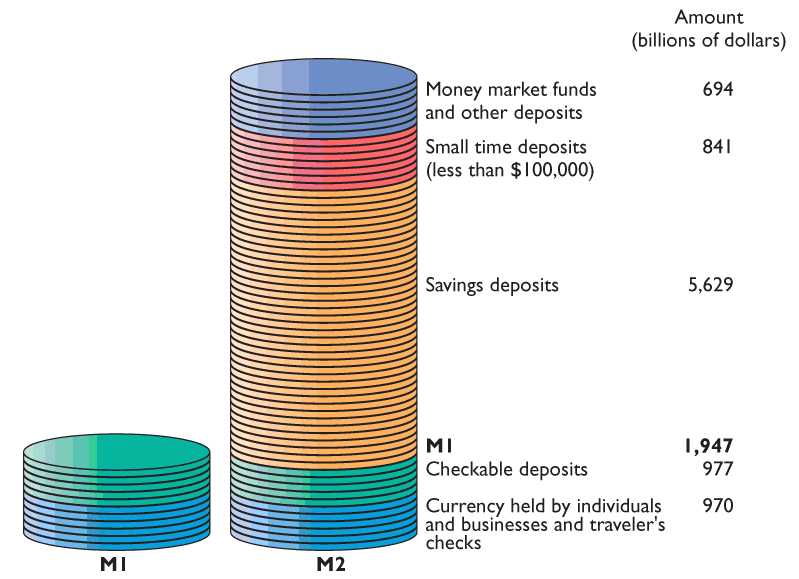 Amount
(billions of dollars)
Money market funds 694
and other deposits
Small time deposits 841
(less than $100,000)
Savings deposits 5,629
M1 1,947
Checkable deposits 977
Currency held by individuals 970
and businesses and traveler's
checks
M1 M2